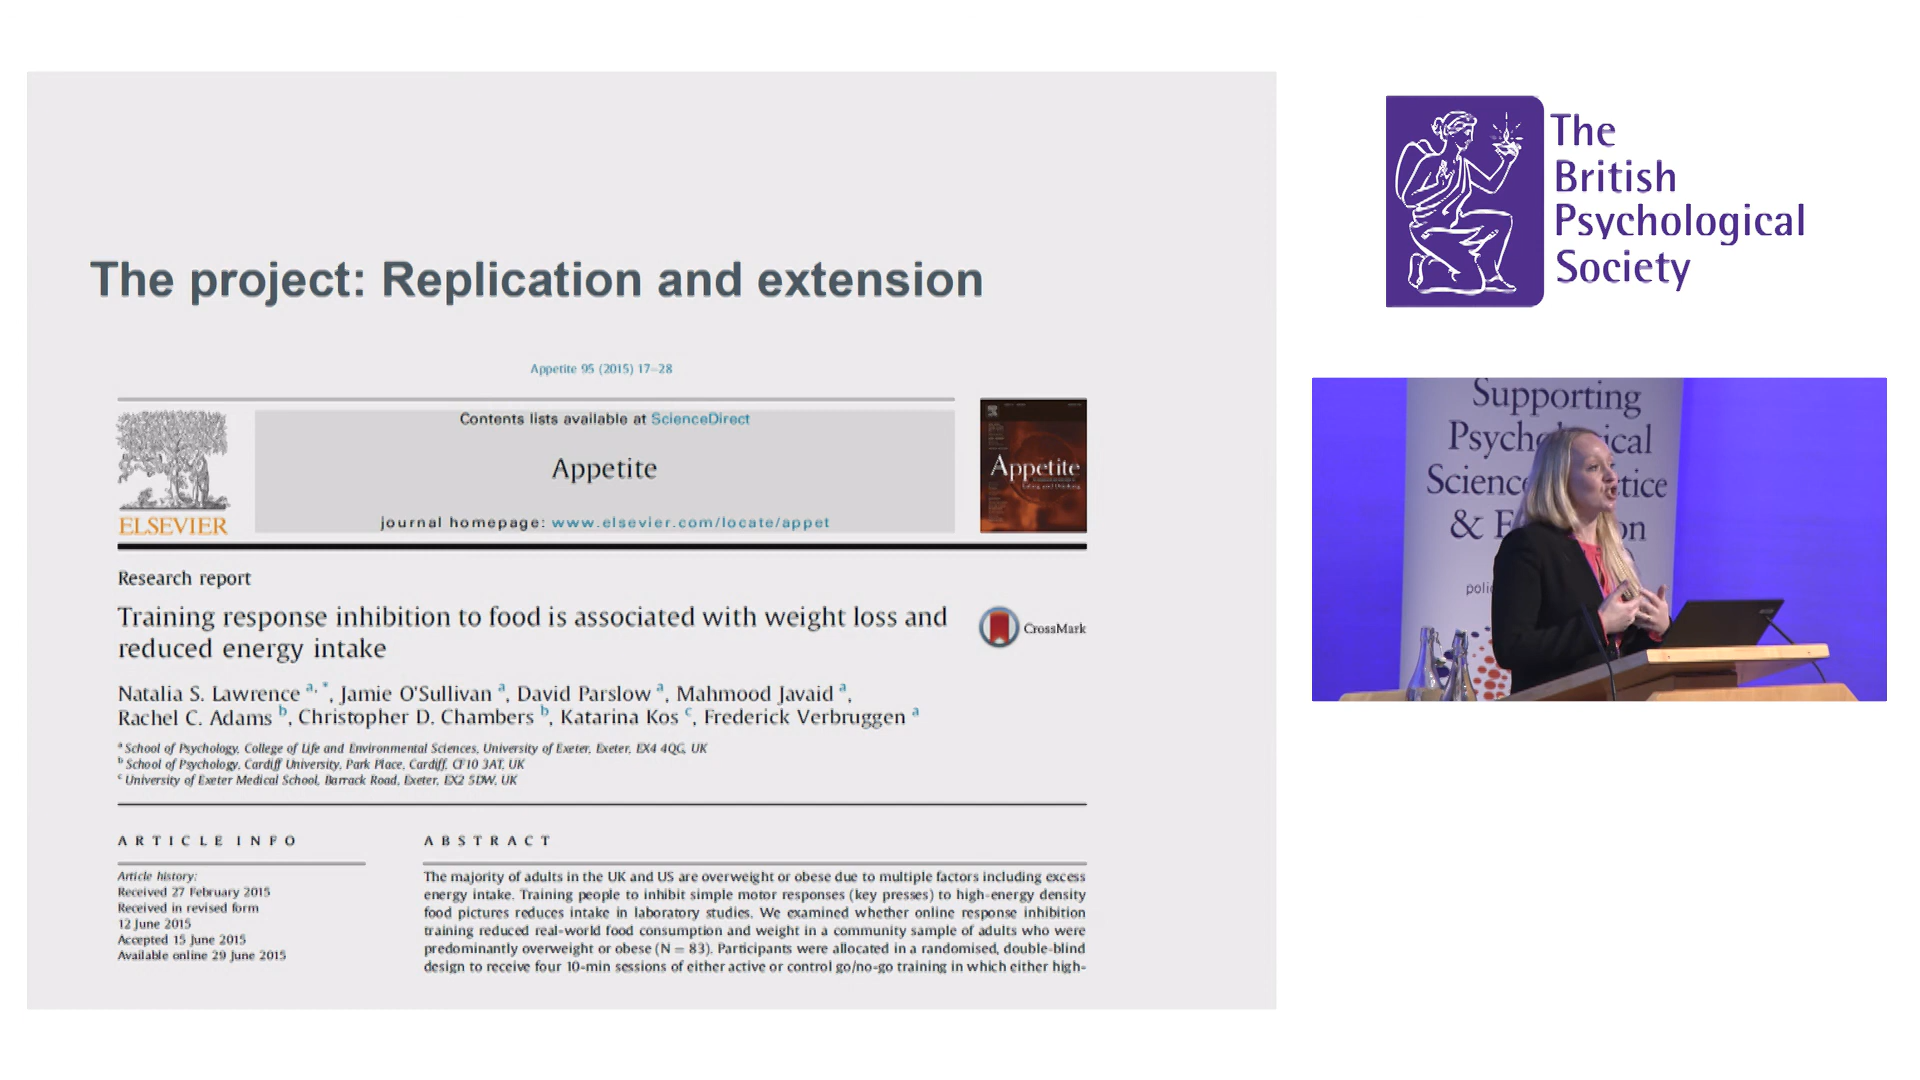 The project: Replication and extension
Appetite 95 (2015) 17–28
Contents lists available at ScienceDirect
Appetite
journal homepage: www.elsevier.com/locate/appet
ELSEVIER
Appetite
Research report
Training response inhibition to food is associated with weight loss and
reduced energy intake
CrossMark
Natalia S. Lawrence a, *, Jamie O'Sullivan a, David Parslow a, Mahmood Javaid a,
Rachel C. Adams b, Christopher D. Chambers b, Katarina Kos c, Frederick Verbruggen a
a School of Psychology, College of Life and Environmental Sciences, University of Exeter, Exeter, EX4 4QG, UK
b School of Psychology, Cardiff University, Park Place, Cardiff, CF10 3AT, UK
c University of Exeter Medical School, Barrack Road, Exeter, EX2 5DW, UK
ARTICLE INFO
Article history:
Received 27 February 2015
Received in revised form
12 June 2015
Accepted 15 June 2015
Available online 29 June 2015
ABSTRACT
The majority of adults in the UK and US are overweight or obese due to multiple factors including excess
energy intake. Training people to inhibit simple motor responses (key presses) to high-energy density
food pictures reduces intake in laboratory studies. We examined whether online response inhibition
training reduced real-world food consumption and weight in a community sample of adults who were
predominantly overweight or obese (N = 83). Participants were allocated in a randomised, double-blind
design to receive four 10-min sessions of either active or control go/no-go training in which either high-
The
British
Psychological
Society
Supporting
&